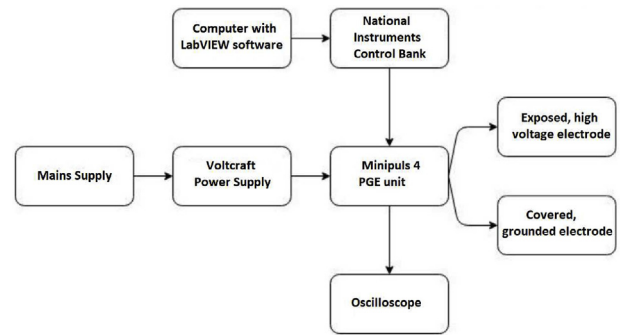 Computer with
LabVIEW software
National
Instruments
Control Bank
Exposed, high
voltage electrode
Mains Supply
Voltcraft
Power Supply
Minipuls 4
PGE unit
Covered,
grounded electrode
Oscilloscope